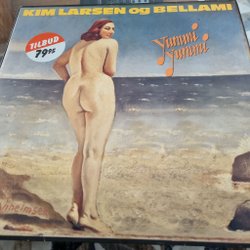 KIM LARSEN OG BELLAMI
TILBUD
79.95
Yummi
yummi